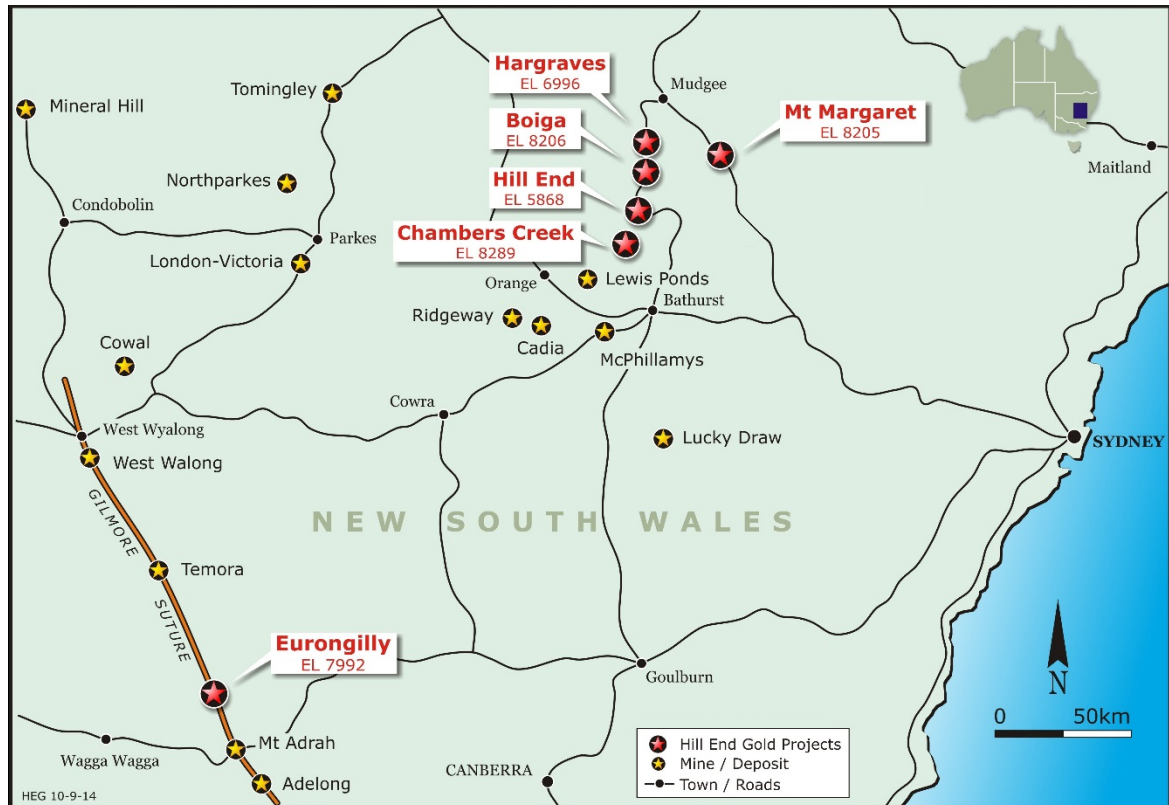 Hargraves
EL 6996
Mudgee
Tomingley
Mineral Hill
Boiga
EL 8206
Mt Margaret
EL 8205
Maitland
Northparkes
Hill End
EL 5868
Condobolin
Parkes
Chambers Creek
EL 8289
London-Victoria
Orange
Lewis Ponds
Bathurst
Ridgeway
Cadia
McPhillamys
Cowal
Cowra
West Wyalong
Lucky Draw
SYDNEY
West Walong
GILMORE
SUTURE
NEW SOUTH WALES
Temora
Eurongilly
EL 7992
Goulburn
N
0 50km
Mt Adrah
Wagga Wagga
Adelong
CANBERRA
Hill End Gold Projects
Mine / Deposit
Town / Roads
HEG 10-9-14